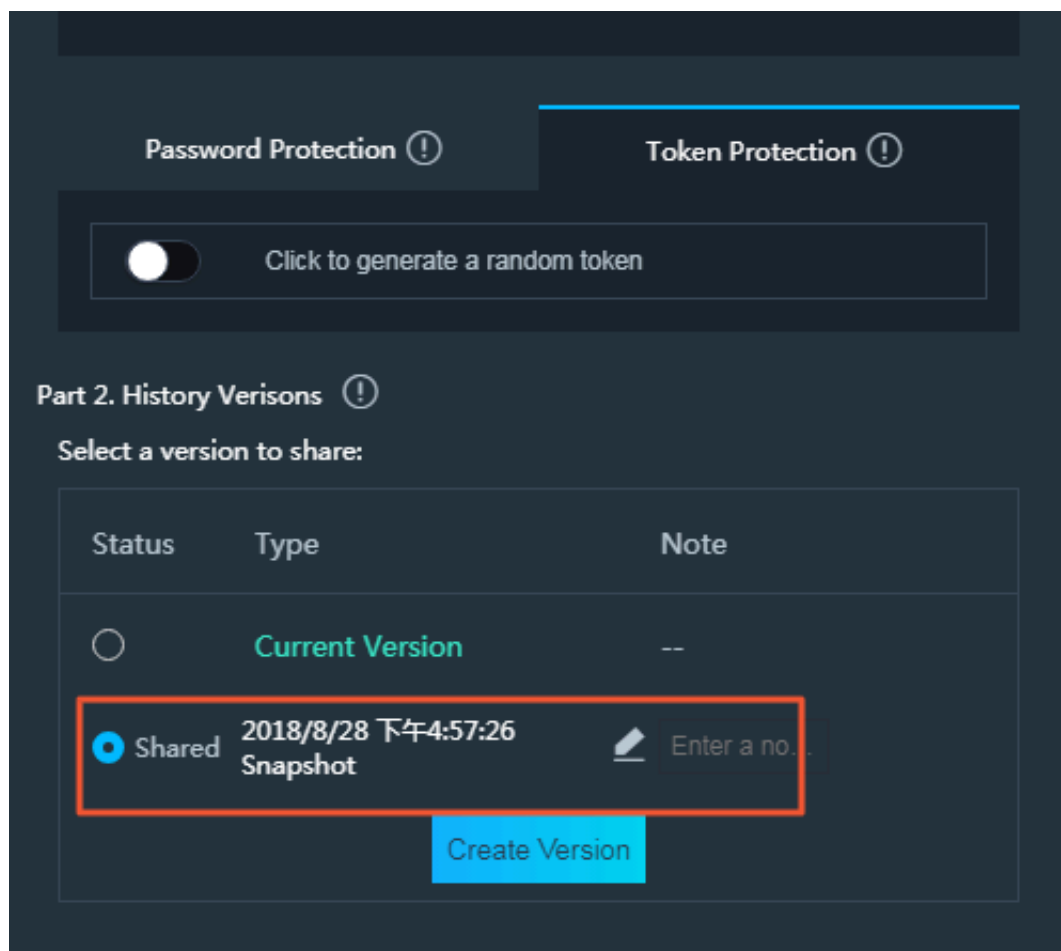 Password Protection
Token Protection
Click to generate a random token
Part 2. History Verisons
Select a version to share:
Status Type Note
Current Version --
Shared 2018/8/28 下午4:57:26 Snapshot Enter a no...
Create Version